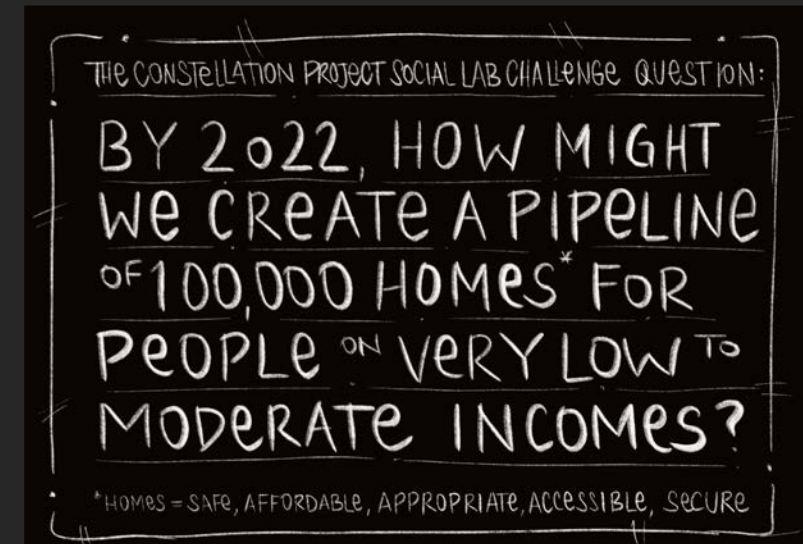 THE CONSTELLATION PROJECT SOCIAL LAB CHALLENGE QUESTION:
BY 2022, HOW MIGHT
WE CREATE A PIPELINE
OF 100,000 HOMES* FOR
PEOPLE ON VERY LOW TO
MODERATE INCOMES?
*HOMES = SAFE, AFFORDABLE, APPROPRIATE, ACCESSIBLE, SECURE